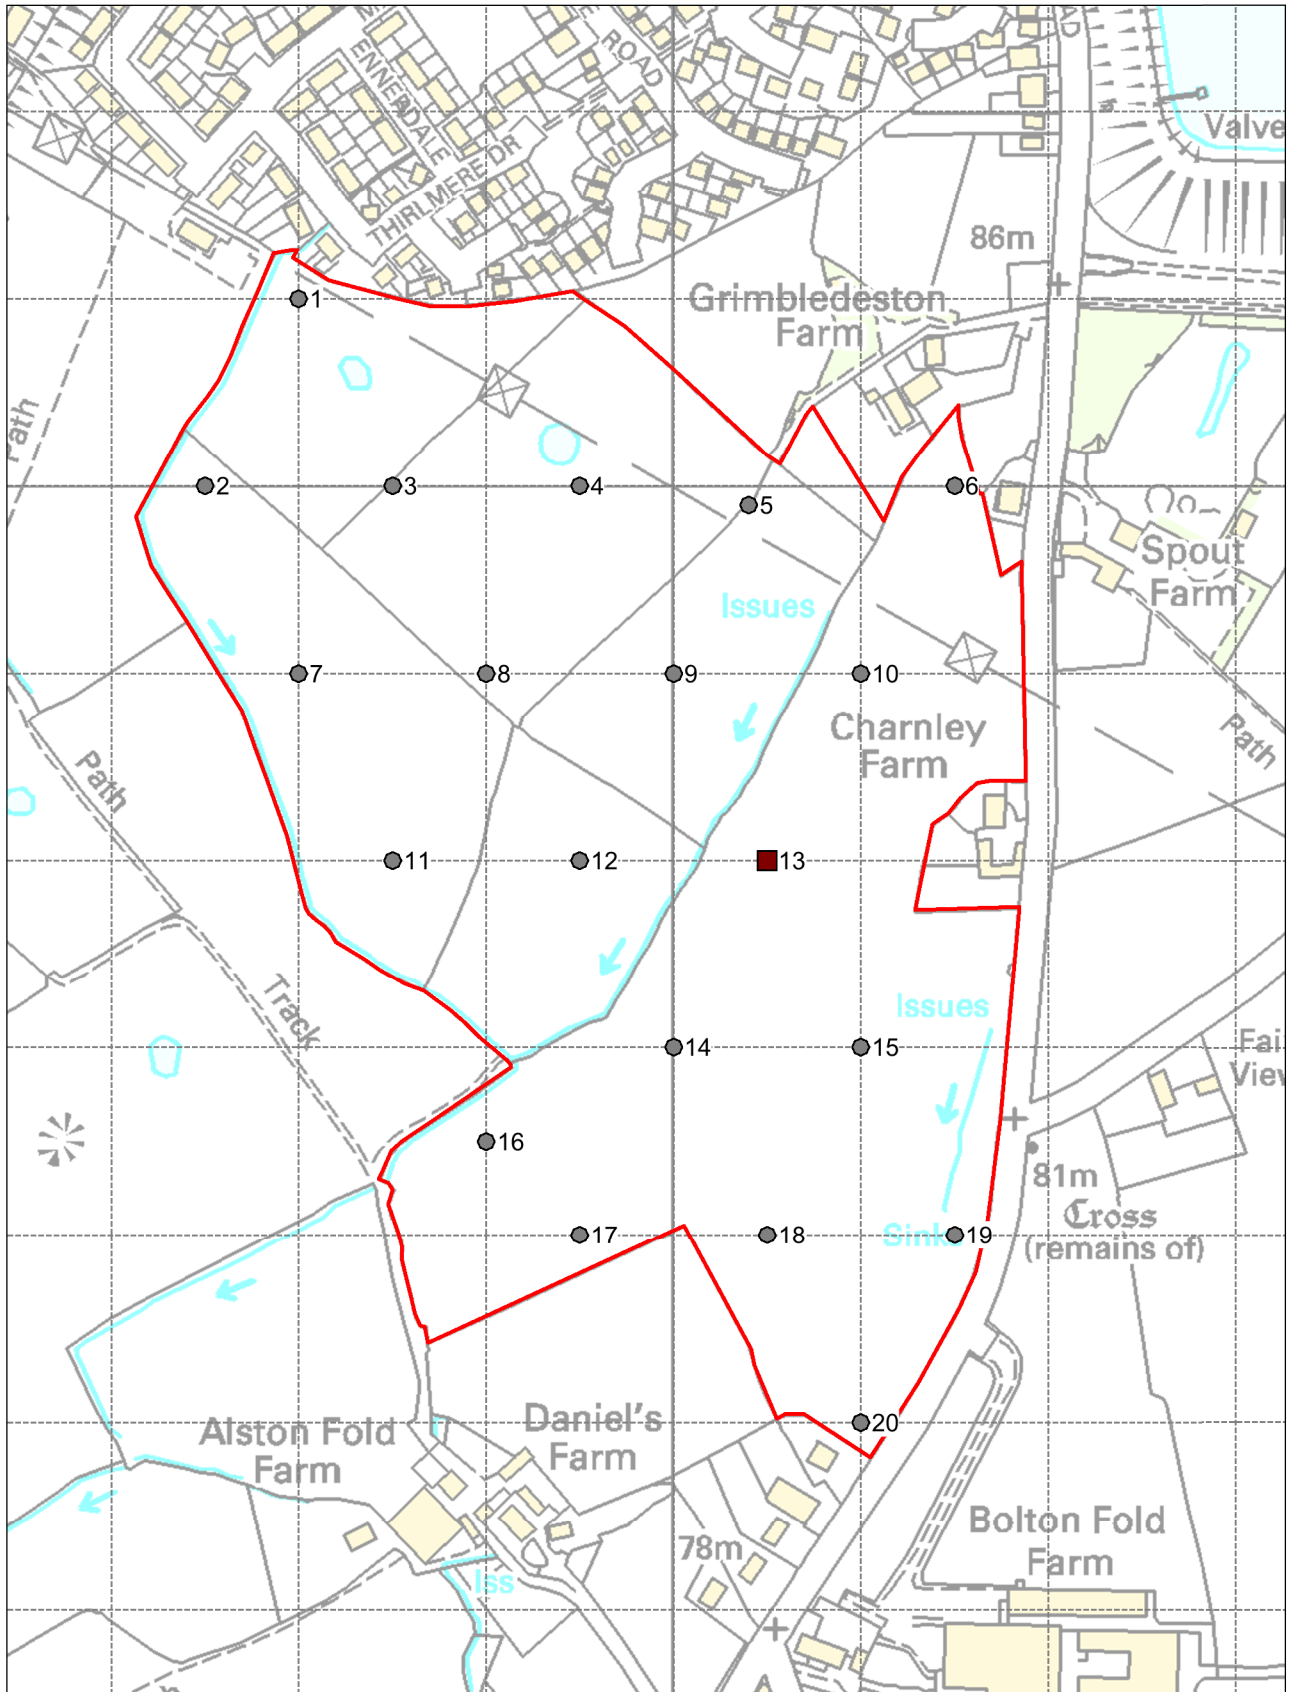 ENNERDALE
ROAD
THIRLMERE DR
Valve
86m
Grimbledeston
Farm
1
Path
2
3
4
5
6
Spout
Farm
Issues
7
8
9
10
Charnley
Farm
Path
Path
11
12
13
Track
Issues
14
15
Fai
View
16
81m
Cross
(remains of)
17
18
Sinks
19
Alston Fold
Farm
Daniel's
Farm
20
Bolton Fold
Farm
78m
Iss